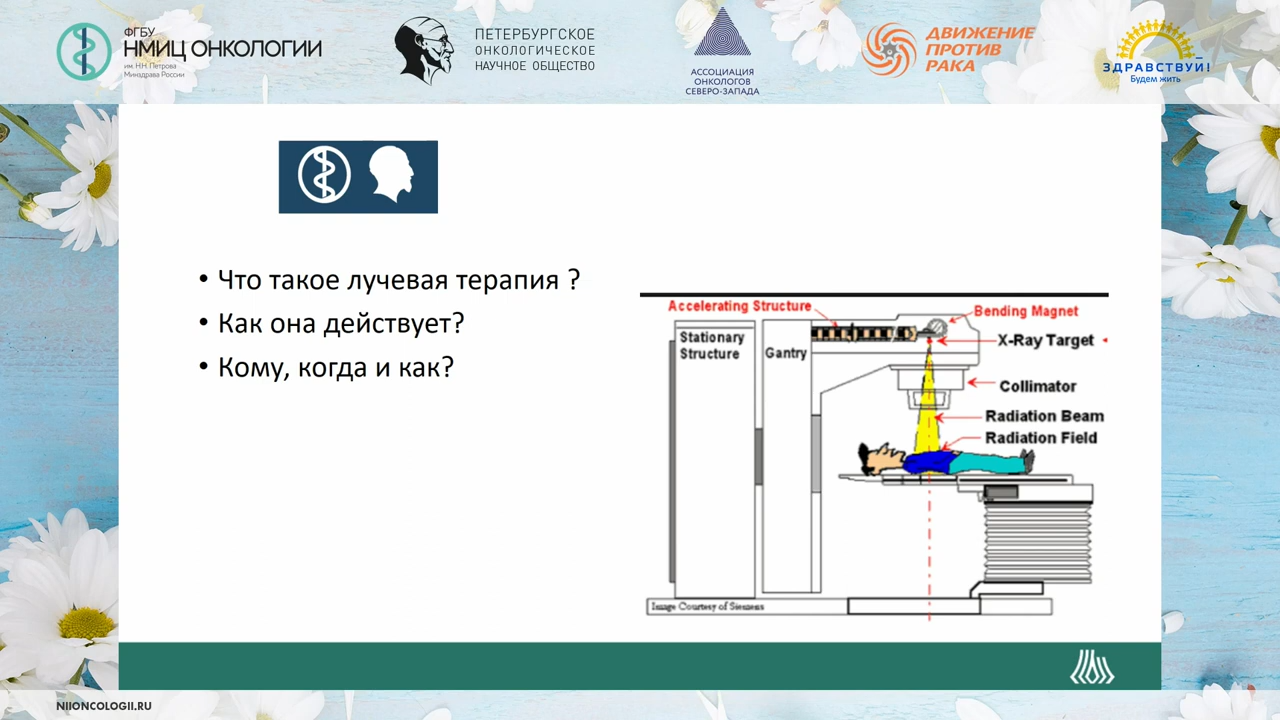 ФГБУ
НМИЦ ОНКОЛОГИИ
им. Н.Н. Петрова
Минздрава России
ПЕТЕРБУРГСКОЕ
ОНКОЛОГИЧЕСКОЕ
НАУЧНОЕ ОБЩЕСТВО
АССОЦИАЦИЯ
ОНКОЛОГОВ
СЕВЕРО-ЗАПАДА
ДВИЖЕНИЕ
ПРОТИВ
РАКА
ЗДРАВСТВУЙ!
Будем жить
• Что такое лучевая терапия ?
• Как она действует?
• Кому, когда и как?
Accelerating Structure
Bending Magnet
Stationary
Structure
Gantry
X-Ray Target
Collimator
Radiation Beam
Radiation Field
Image Courtesy of Siemens
NIIONCOLOGII.RU